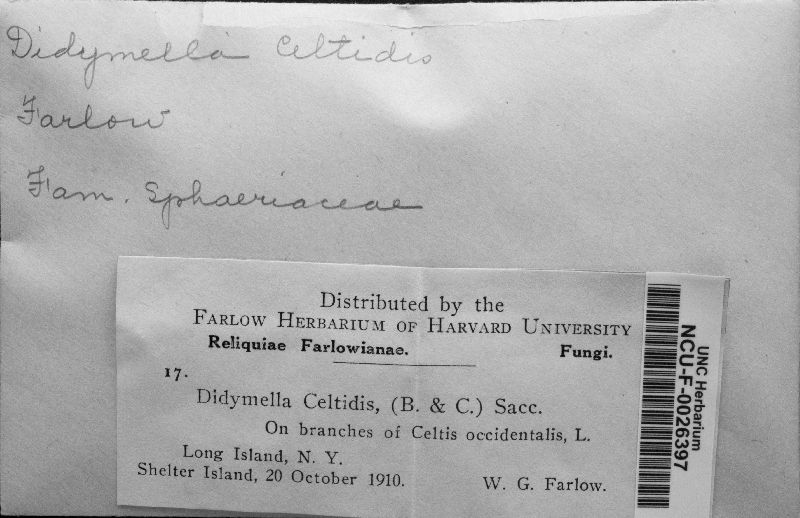 Didymella Celtidis
Farlow
Fam. Sphaeriaceae
Distributed by the
FARLOW HERBARIUM OF HARVARD UNIVERSITY
Reliquiae Farlowianae. Fungi.
17.
Didymella Celtidis, (B. & C.) Sacc.
On branches of Celtis occidentalis, L.
Long Island, N. Y.
Shelter Island, 20 October 1910. W. G. Farlow.
UNC Herbarium
NCU-F-0026397